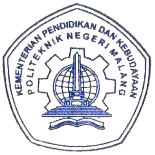 KEMENTERIAN PENDIDIKAN DAN KEBUDAYAAN
POLITEKNIK NEGERI MALANG